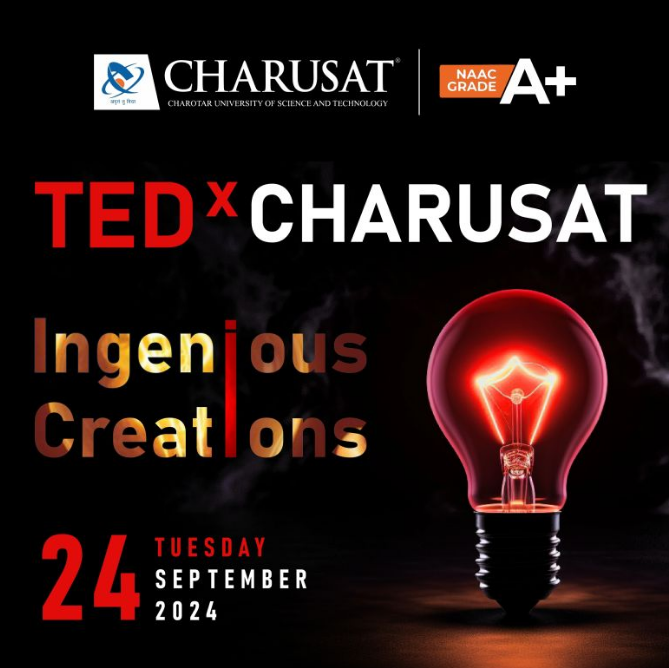 CHARUSAT®
CHAROTAR UNIVERSITY OF SCIENCE AND TECHNOLOGY
NAAC
GRADE
A+
TEDx CHARUSAT
Ingenious
Creations
24
TUESDAY
SEPTEMBER
2024